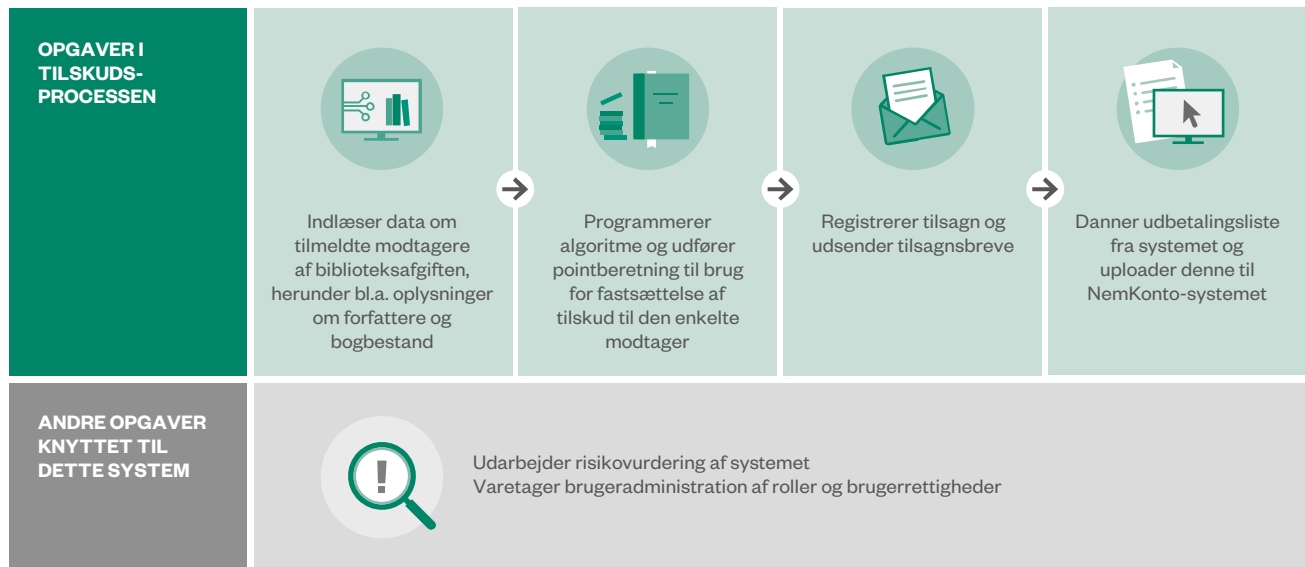 OPGAVER I
TILSKUDS-
PROCESSEN
Indlæser data om
tilmeldte modtagere
af biblioteksafgiften,
herunder bl.a. oplysninger
om forfattere og
bogbestand
Programmerer
algoritme og udfører
pointberetning til brug
for fastsættelse af
tilskud til den enkelte
modtager
Registrerer tilsagn og
udsender tilsagnsbreve
Danner udbetalingsliste
fra systemet og
uploader denne til
NemKonto-systemet
ANDRE OPGAVER
KNYTTET TIL
DETTE SYSTEM
!
Udarbejder risikovurdering af systemet
Varetager brugeradministration af roller og brugerrettigheder